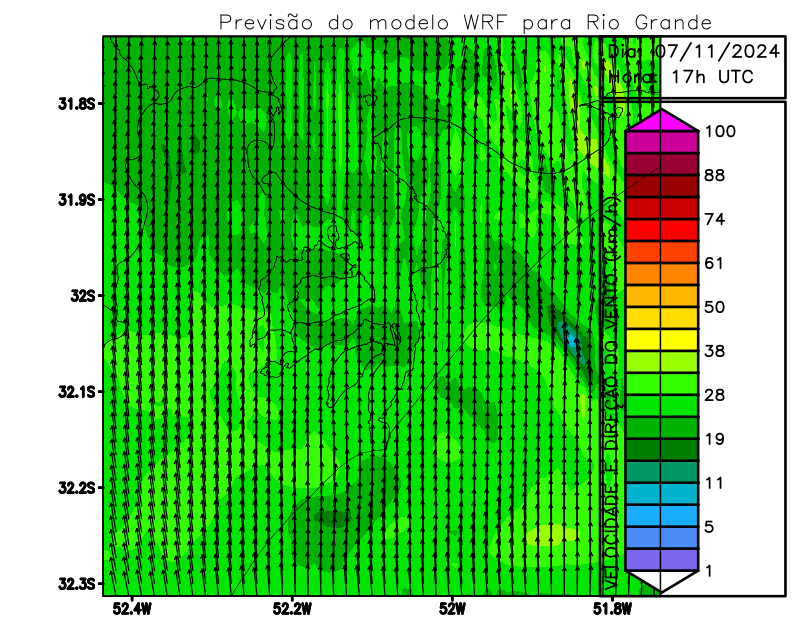 Previsão do modelo WRF para Rio Grande
Dia: 07/11/2024
Hora: 17h UTC
31.8S
31.9S
32S
32.1S
32.2S
32.3S
52.4W
52.2W
52W
51.8W
VELOCIDADE E DIREÇÃO DO VENTO (km/h)
100
88
74
61
50
38
28
19
11
5
1